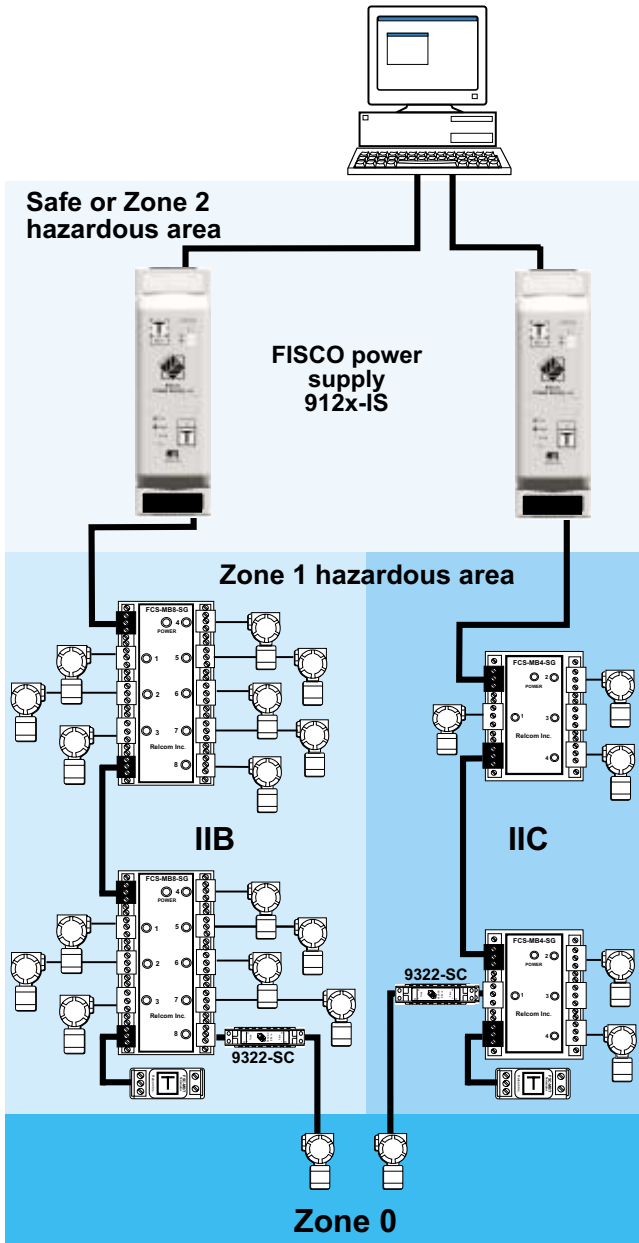 Safe or Zone 2
hazardous area
T
T
FISCO power
supply
912x-IS
T
T
Zone 1 hazardous area
FCS-MB8-SG
4
POWER
1
5
2
6
3
7
Relcom Inc.
8
FCS-MB4-SG
2
POWER
1
3
Relcom Inc.
4
IIB
IIC
FCS-MB8-SG
4
POWER
1
5
2
6
3
7
Relcom Inc.
8
9322-SC
T
FCS-MB4-SG
2
POWER
9322-SC
1
3
Relcom Inc.
4
T
Zone 0